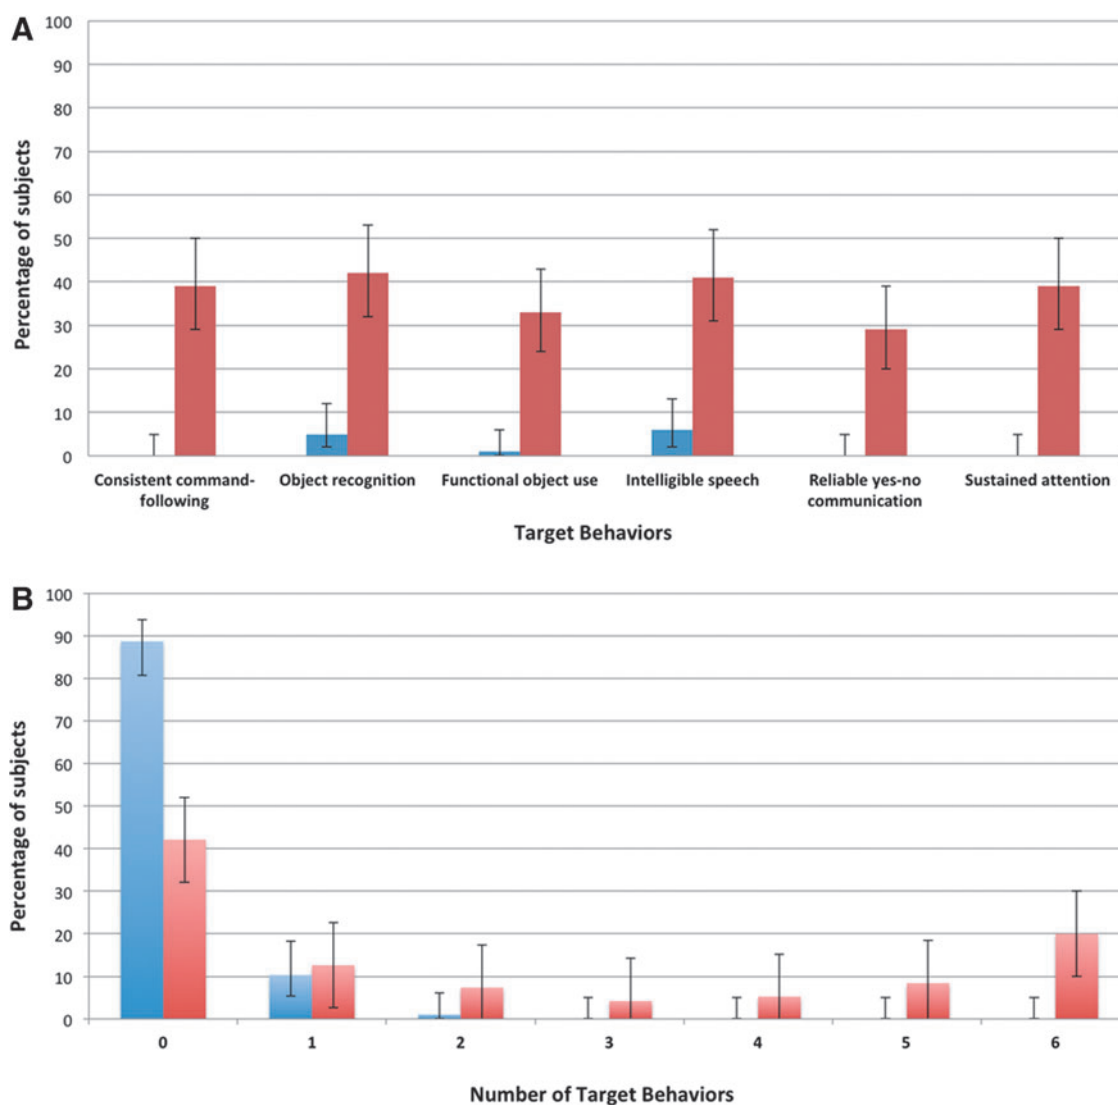 A
Percentage of subjects
100
90
80
70
60
50
40
30
20
10
0
Consistent command-
following
Object recognition
Functional object use
Intelligible speech
Reliable yes-no
communication
Sustained attention
Target Behaviors
B
Percentage of subjects
100
90
80
70
60
50
40
30
20
10
0
0 1 2 3 4 5 6
Number of Target Behaviors